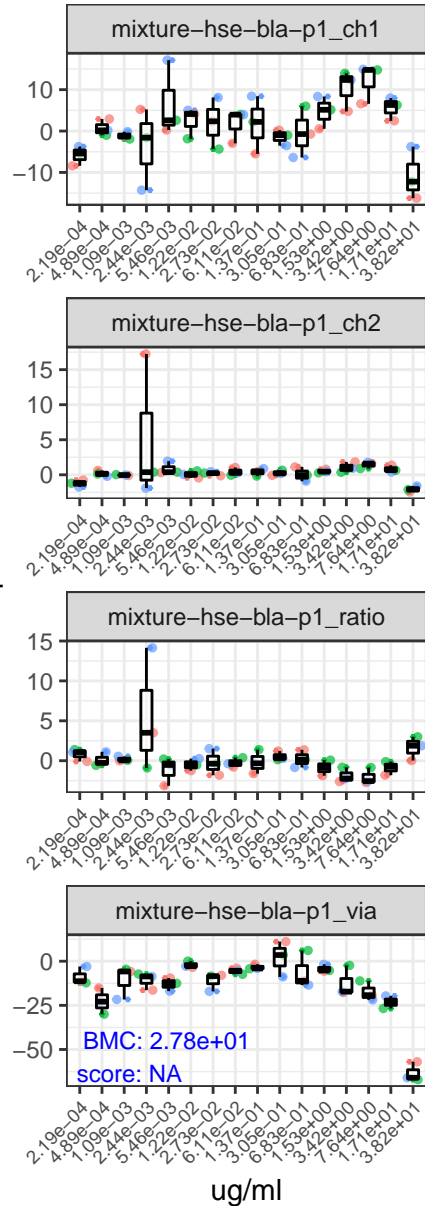 mixture−hse−bla−p1_ch1
10
0
−10
2.19e−04 4.89e−04 1.09e−03 2.44e−03 5.46e−03 1.22e−02 2.73e−02 6.11e−02 1.37e−01 3.05e−01 6.83e−01 1.53e+00 3.42e+00 7.64e+00 1.71e+01 3.82e+01
mixture−hse−bla−p1_ch2
15
10
5
0
2.19e−04 4.89e−04 1.09e−03 2.44e−03 5.46e−03 1.22e−02 2.73e−02 6.11e−02 1.37e−01 3.05e−01 6.83e−01 1.53e+00 3.42e+00 7.64e+00 1.71e+01 3.82e+01
mixture−hse−bla−p1_ratio
15
10
5
0
2.19e−04 4.89e−04 1.09e−03 2.44e−03 5.46e−03 1.22e−02 2.73e−02 6.11e−02 1.37e−01 3.05e−01 6.83e−01 1.53e+00 3.42e+00 7.64e+00 1.71e+01 3.82e+01
mixture−hse−bla−p1_via
0
−25
−50
BMC: 2.78e+01
score: NA
2.19e−04 4.89e−04 1.09e−03 2.44e−03 5.46e−03 1.22e−02 2.73e−02 6.11e−02 1.37e−01 3.05e−01 6.83e−01 1.53e+00 3.42e+00 7.64e+00 1.71e+01 3.82e+01
ug/ml